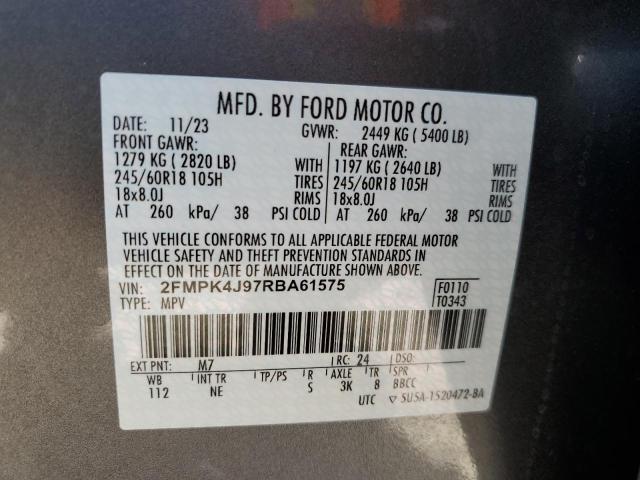 MFD. BY FORD MOTOR CO.
DATE: 11/23 GVWR: 2449 KG ( 5400 LB)
FRONT GAWR: REAR GAWR:
1279 KG ( 2820 LB) WITH 1197 KG ( 2640 LB) WITH
245/60R18 105H TIRES 245/60R18 105H TIRES
18x8.0J RIMS 18x8.0J RIMS
AT 260 kPa/ 38 PSI COLD AT 260 kPa/ 38 PSI COLD
THIS VEHICLE CONFORMS TO ALL APPLICABLE FEDERAL MOTOR
VEHICLE SAFETY AND THEFT PREVENTION STANDARDS IN
EFFECT ON THE DATE OF MANUFACTURE SHOWN ABOVE.
VIN: 2FMPK4J97RBA61575 F0110
TYPE: MPV T0343
EXT PNT: M7 RC: 24 DSO:
WB INT TR TP/PS R AXLE TR SPR
112 NE S 3K 8 BBCC
UTC ▽ 5U5A-1520472-BA